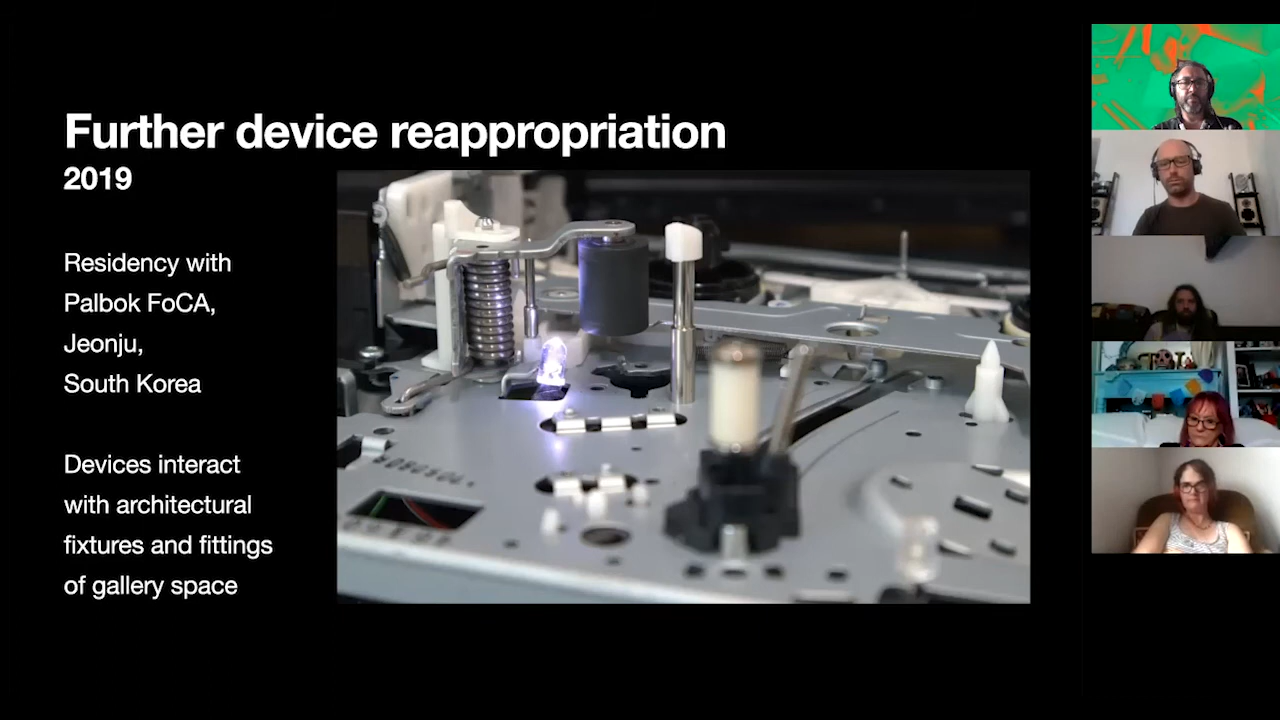 Further device reappropriation
2019
Residency with
Palbok FoCA,
Jeonju,
South Korea
Devices interact
with architectural
fixtures and fittings
of gallery space